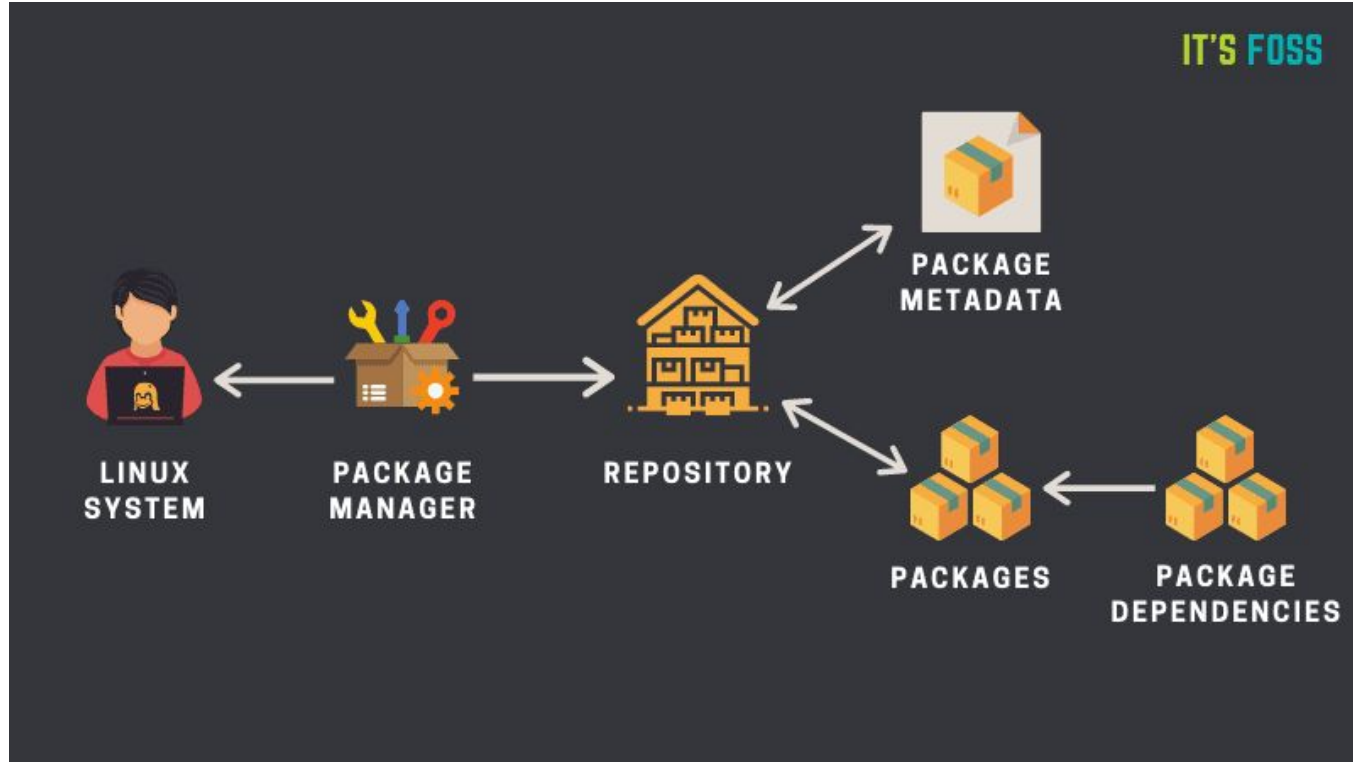 IT'S FOSS
PACKAGE
METADATA
LINUX
SYSTEM
PACKAGE
MANAGER
REPOSITORY
PACKAGES
PACKAGE
DEPENDENCIES